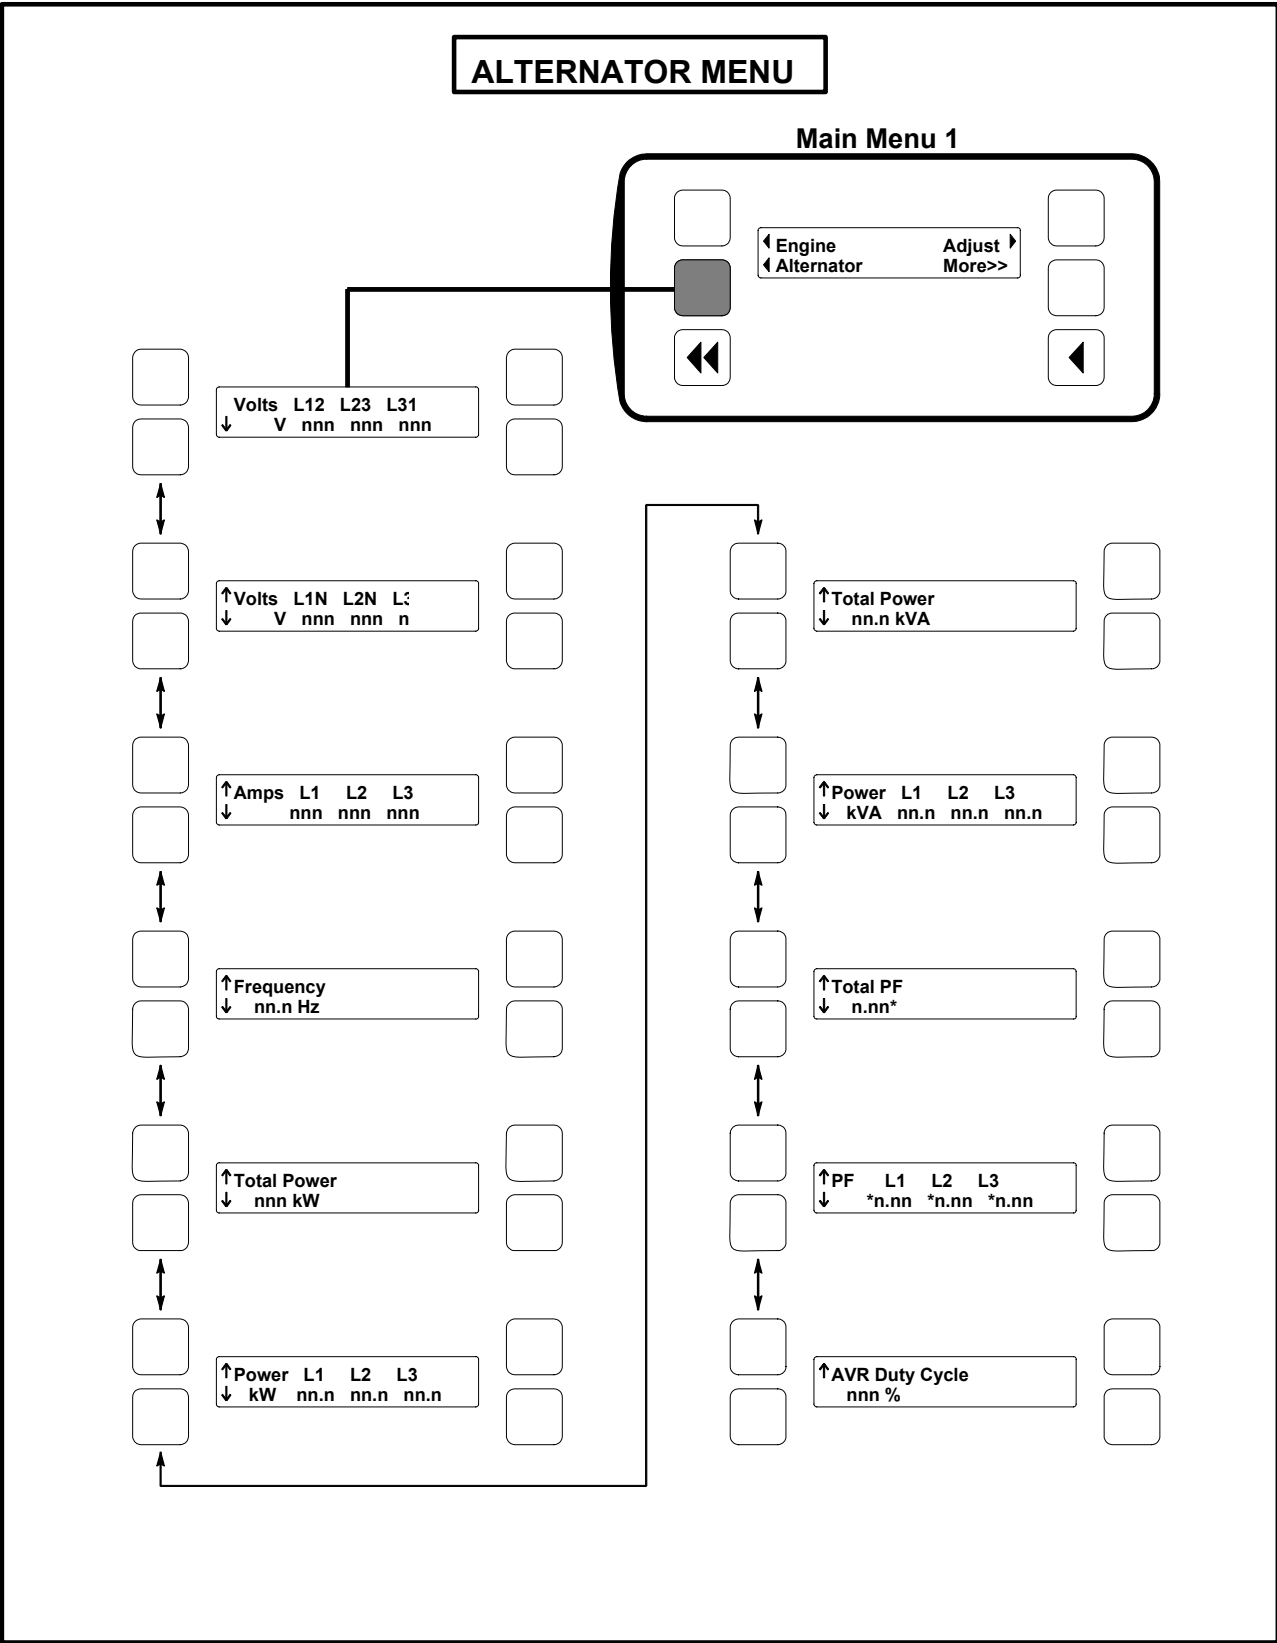 ALTERNATOR MENU
Main Menu 1
Engine Adjust
Alternator More>>
Volts L12 L23 L31
↓ V nnn nnn nnn
↑Volts L1N L2N
↓ V nnn nnn n
↑Amps L1 L2 L3
↓ nnn nnn nnn
↑Frequency
↓ nn.n Hz
↑Total Power
↓ nnn kW
↑Power L1 L2 L3
↓ kW nn.n nn.n nn.n
↑Total Power
↓ nn.n kVA
↑Power L1 L2 L3
↓ kVA nn.n nn.n nn.n
↑Total PF
↓ n.nn*
↑PF L1 L2 L3
↓ *n.nn *n.nn *n.nn
↑AVR Duty Cycle
nnn %